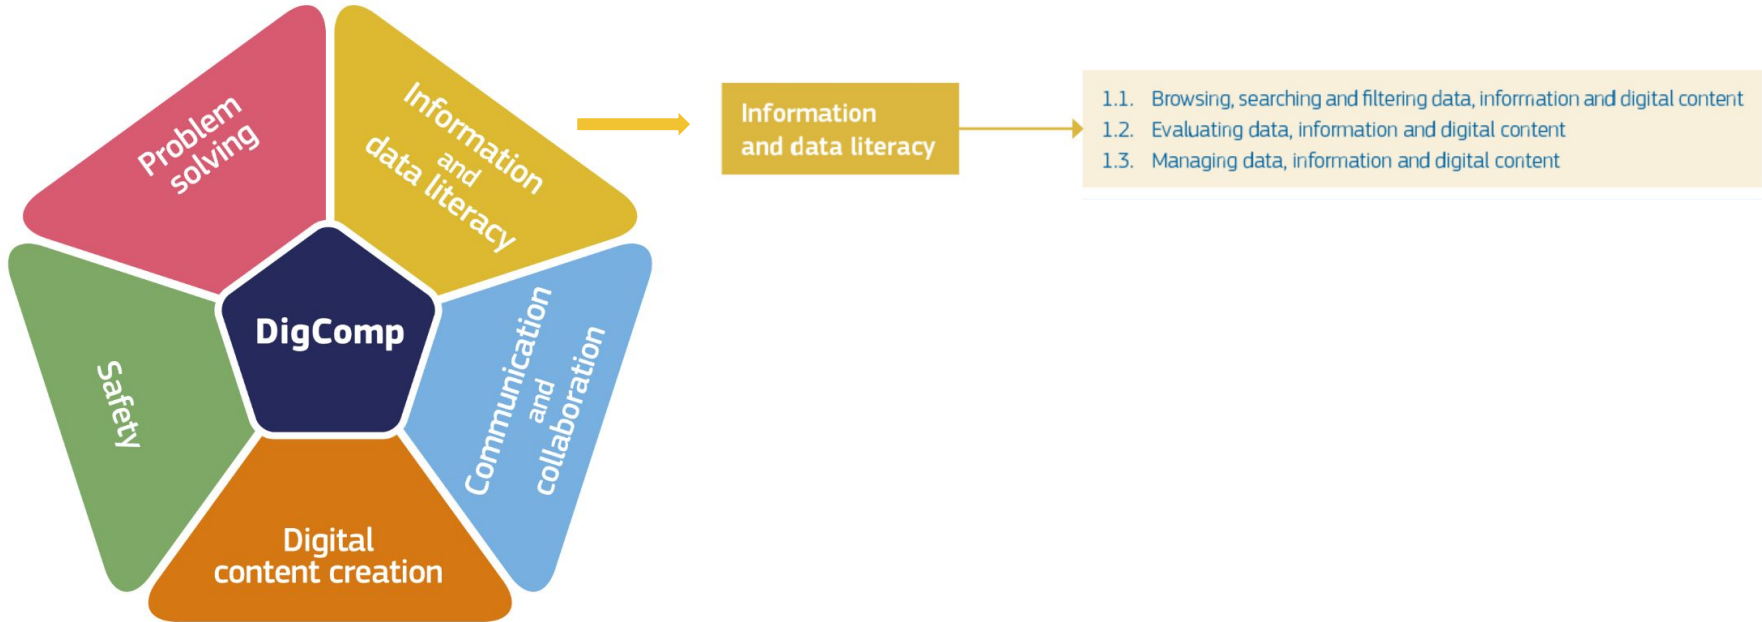 Problem
solving
Information
and
data literacy
DigComp
Safety
Communication
and
collaboration
Digital
content creation
Information
and data literacy
1.1. Browsing, searching and filtering data, information and digital content
1.2. Evaluating data, information and digital content
1.3. Managing data, information and digital content